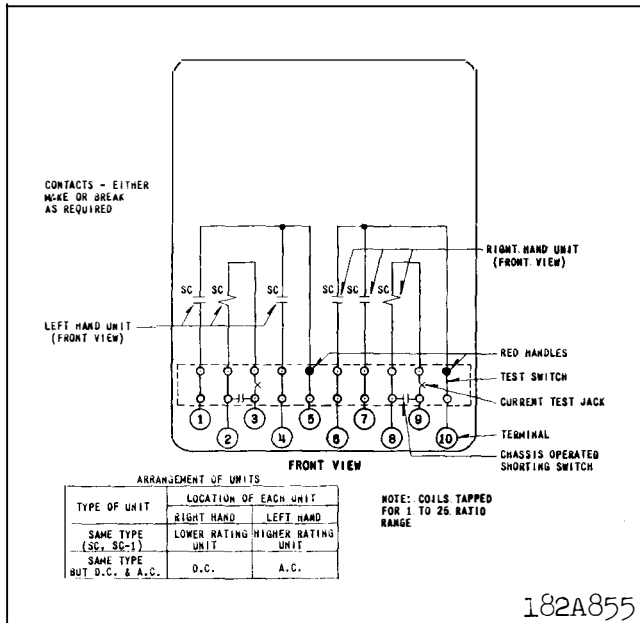 CONTACTS - EITHER
MAKE OR BREAK
AS REQUIRED
RIGHT HAND UNIT
(FRONT VIEW)
SC SC SC SC SC SC
LEFT HAND UNIT
(FRONT VIEW)
RED HANDLES
TEST SWITCH
CURRENT TEST JACK
1 2 3 4 5 6 7 8 9 10
TERMINAL
CHASSIS OPERATED
SHORTING SWITCH
FRONT VIEW
ARRANGEMENT OF UNITS
TYPE OF UNIT
LOCATION OF EACH UNIT
RIGHT HAND LEFT HAND
SAME TYPE
(SC, SC-1)
LOWER RATING
UNIT
HIGHER RATING
UNIT
SAME TYPE
BUT D.C. & A.C.
D.C. A.C.
NOTE: COILS TAPPED
FOR 1 TO 25 RATIO
RANGE
182A855